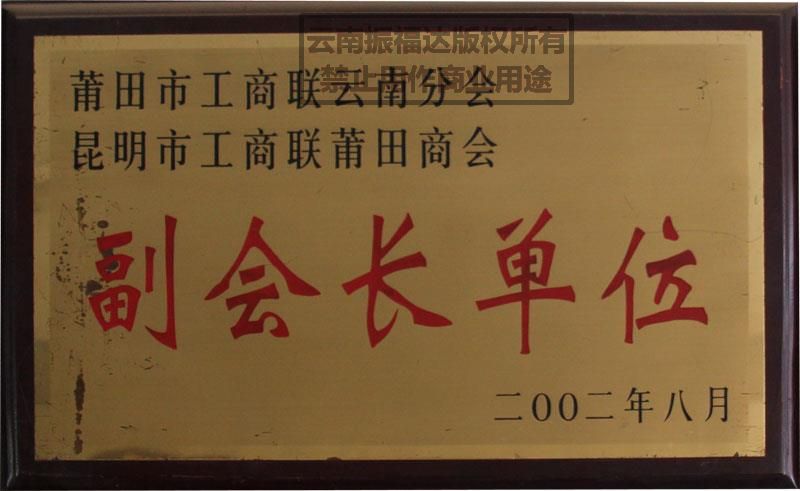 云南振福达版权所有
禁止用作商业用途
莆田市工商联云南分会
昆明市工商联莆田商会
副会长单位
二00二年八月